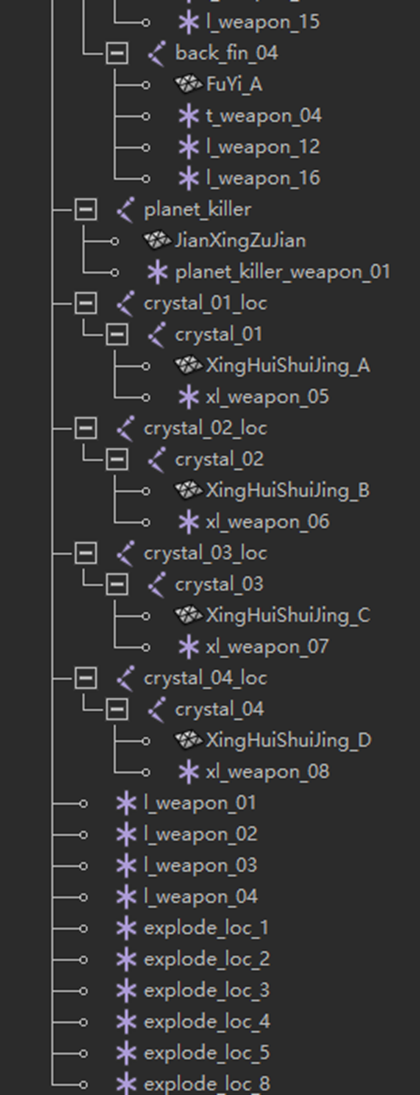 l_weapon_15
back_fin_04
FuYi_A
t_weapon_04
l_weapon_12
l_weapon_16
planet_killer
JianXingZuJian
planet_killer_weapon_01
crystal_01_loc
crystal_01
XingHuiShuiJing_A
xl_weapon_05
crystal_02_loc
crystal_02
XingHuiShuiJing_B
xl_weapon_06
crystal_03_loc
crystal_03
XingHuiShuiJing_C
xl_weapon_07
crystal_04_loc
crystal_04
XingHuiShuiJing_D
xl_weapon_08
l_weapon_01
l_weapon_02
l_weapon_03
l_weapon_04
explode_loc_1
explode_loc_2
explode_loc_3
explode_loc_4
explode_loc_5
explode_loc_8